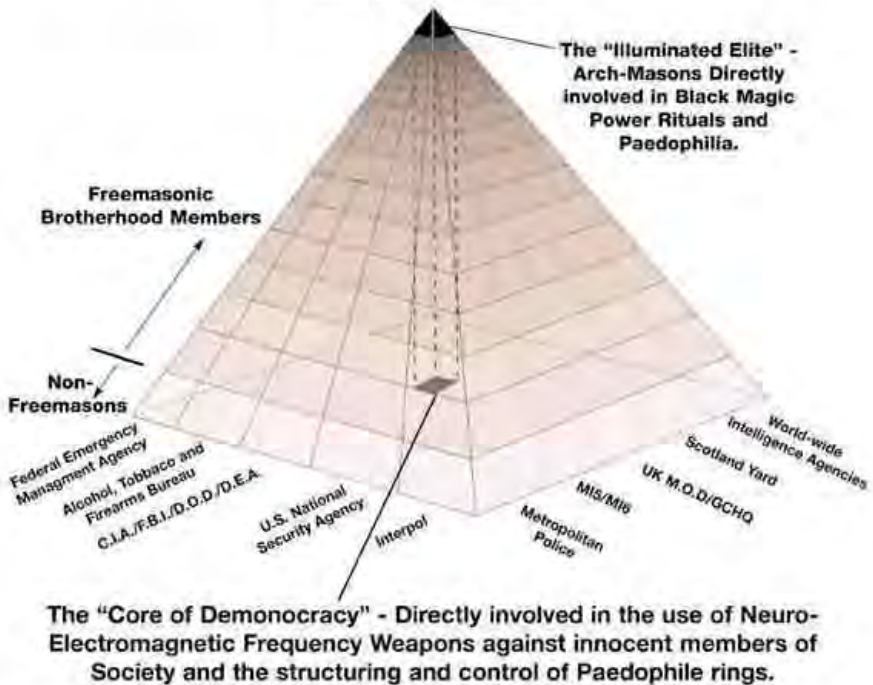 The “Illuminated Elite” -
Arch-Masons Directly
involved in Black Magic
Power Rituals and
Paedophilia.
Freemasonic
Brotherhood Members
Non-
Freemasons
Federal Emergency
Managment Agency
Alcohol, Tobbaco and
Firearms Bureau
C.I.A./F.B.I./D.O.D./D.E.A.
U.S. National
Security Agency
Interpol
Metropolitan
Police
MI5/MI6
UK M.O.D/GCHQ
Scotland Yard
World-wide
Intelligence Agencies
The “Core of Demonocracy” - Directly involved in the use of Neuro-
Electromagnetic Frequency Weapons against innocent members of
Society and the structuring and control of Paedophile rings.